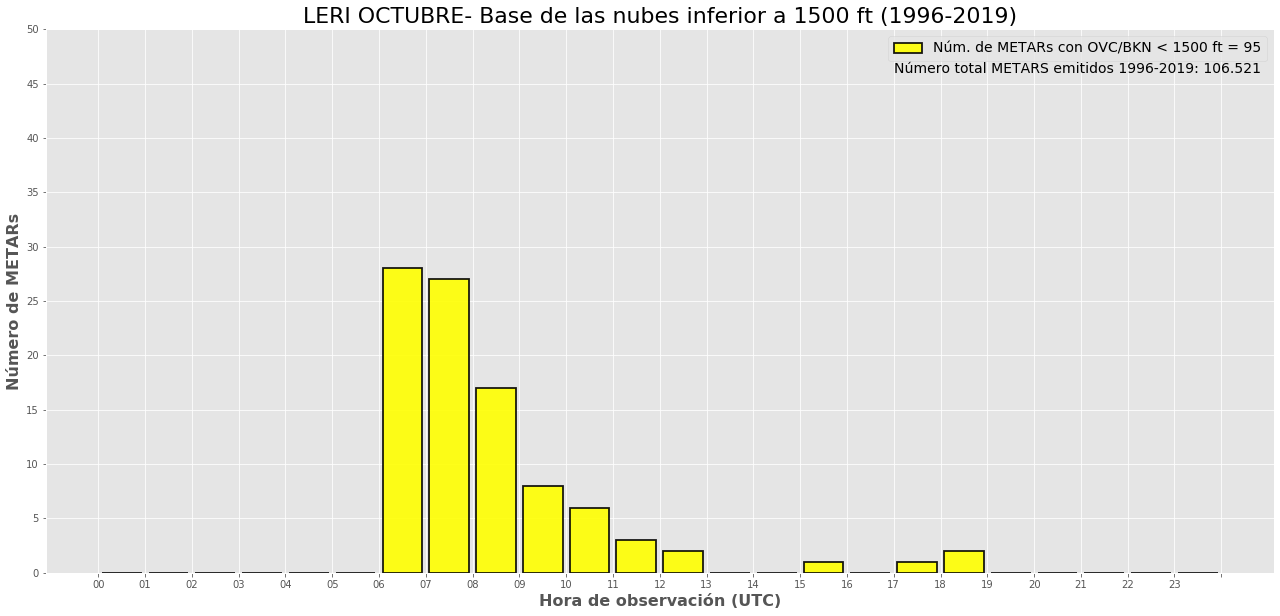 LERI OCTUBRE- Base de las nubes inferior a 1500 ft (1996-2019)
Núm. de METARs con OVC/BKN < 1500 ft = 95
Número total METARS emitidos 1996-2019: 106.521
Número de METARs
50
45
40
35
30
25
20
15
10
5
0
00 01 02 03 04 05 06 07 08 09 10 11 12 13 14 15 16 17 18 19 20 21 22 23
Hora de observación (UTC)